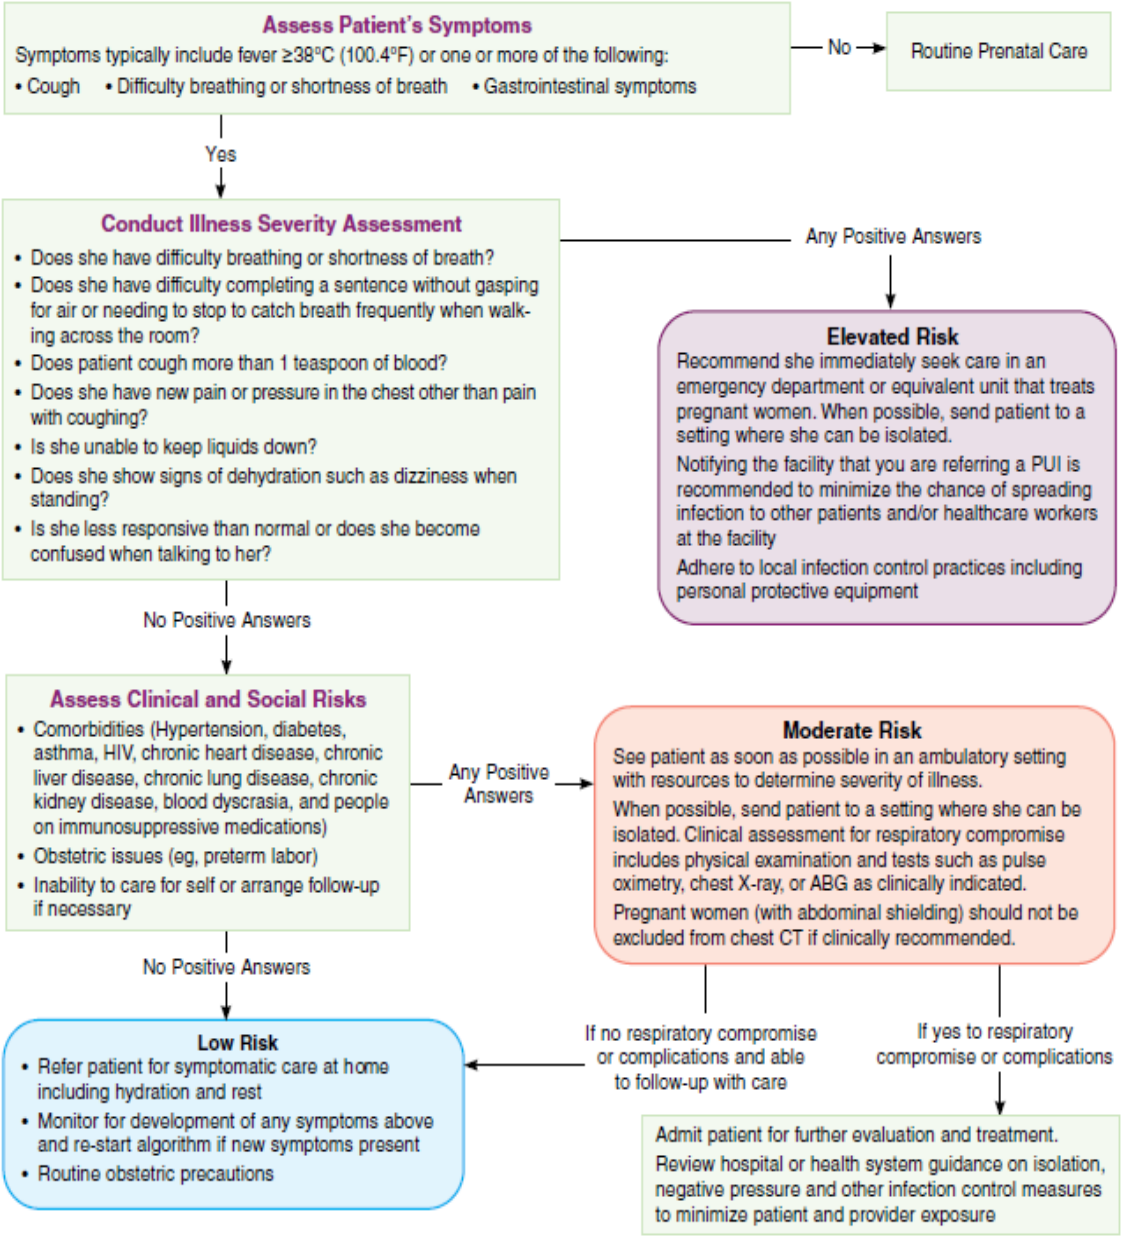 Assess Patient's Symptoms
Symptoms typically include fever ≥38ºC (100.4ºF) or one or more of the following:
• Cough • Difficulty breathing or shortness of breath • Gastrointestinal symptoms
No
Routine Prenatal Care
Yes
Conduct Illness Severity Assessment
• Does she have difficulty breathing or shortness of breath?
• Does she have difficulty completing a sentence without gasping
for air or needing to stop to catch breath frequently when walk-
ing across the room?
• Does patient cough more than 1 teaspoon of blood?
• Does she have new pain or pressure in the chest other than pain
with coughing?
• Is she unable to keep liquids down?
• Does she show signs of dehydration such as dizziness when
standing?
• Is she less responsive than normal or does she become
confused when talking to her?
Any Positive Answers
Elevated Risk
Recommend she immediately seek care in an
emergency department or equivalent unit that treats
pregnant women. When possible, send patient to a
setting where she can be isolated.
Notifying the facility that you are referring a PUI is
recommended to minimize the chance of spreading
infection to other patients and/or healthcare workers
at the facility
Adhere to local infection control practices including
personal protective equipment
No Positive Answers
Assess Clinical and Social Risks
• Comorbidities (Hypertension, diabetes,
asthma, HIV, chronic heart disease, chronic
liver disease, chronic lung disease, chronic
kidney disease, blood dyscrasia, and people
on immunosuppressive medications)
• Obstetric issues (eg, preterm labor)
• Inability to care for self or arrange follow-up
if necessary
Any Positive
Answers
Moderate Risk
See patient as soon as possible in an ambulatory setting
with resources to determine severity of illness.
When possible, send patient to a setting where she can be
isolated. Clinical assessment for respiratory compromise
includes physical examination and tests such as pulse
oximetry, chest X-ray, or ABG as clinically indicated.
Pregnant women (with abdominal shielding) should not be
excluded from chest CT if clinically recommended.
No Positive Answers
Low Risk
• Refer patient for symptomatic care at home
including hydration and rest
• Monitor for development of any symptoms above
and re-start algorithm if new symptoms present
• Routine obstetric precautions
If no respiratory compromise
or complications and able
to follow-up with care
If yes to respiratory
compromise or complications
Admit patient for further evaluation and treatment.
Review hospital or health system guidance on isolation,
negative pressure and other infection control measures
to minimize patient and provider exposure